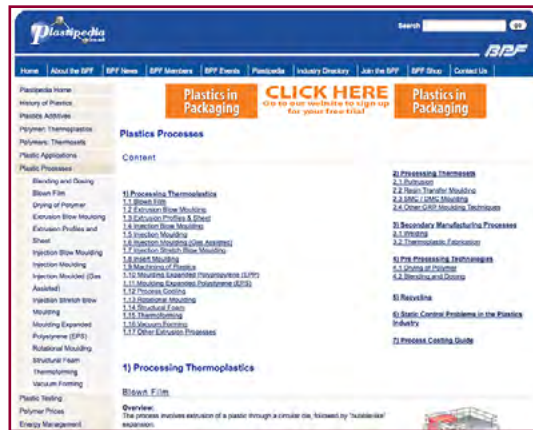 Plastipedia
Search
go
BPF
Home
About the BPF
BPF News
BPF Members
BPF Events
Plastipedia
Industry Directory
Join the BPF
BPF Shop
Contact Us
Plastipedia Home
History of Plastics
Plastics Additives
Polymer: Thermoplastics
Polymers: Thermosets
Plastic Applications
Plastic Processes
Blending and Dosing
Blown Film
Drying of Polymer
Extrusion Blow Moulding
Extrusion Profiles and
Sheet
Injection Blow Moulding
Injection Moulding
Injection Moulded (Gas
Assisted)
Injection Stretch Blow
Moulding
Moulding Expanded
Polystyrene (EPS)
Rotational Moulding
Structural Foam
Thermoforming
Vacuum Forming
Plastic Testing
Polymer Prices
Energy Management
Plastics in
Packaging
CLICK HERE
Go to our website to sign up
for your free trial
Plastics in
Packaging
Plastics Processes
Content
1) Processing Thermoplastics
1.1 Blown Film
1.2 Extrusion Blow Moulding
1.3 Extrusion Profiles & Sheet
1.4 Injection Blow Moulding
1.5 Injection Moulding
1.6 Injection Moulding (Gas Assisted)
1.7 Injection Stretch Blow Moulding
1.8 Insert Moulding
1.9 Machining of Plastics
1.10 Moulding Expanded Polypropylene (EPP)
1.11 Moulding Expanded Polystyrene (EPS)
1.12 Process Cooling
1.13 Rotational Moulding
1.14 Structural Foam
1.15 Thermoforming
1.16 Vacuum Forming
1.17 Other Extrusion Processes
2) Processing Thermosets
2.1 Pultrusion
2.2 Resin Transfer Moulding
2.3 SMC / DMC Moulding
2.4 Other GRP Moulding Techniques
3) Secondary Manufacturing Processes
3.1 Welding
3.2 Thermoplastic Fabrication
4) Pre Processing Technologies
4.1 Drying of Polymer
4.2 Blending and Dosing
5) Recycling
6) Static Control Problems in the Plastics
Industry
7) Process Costing Guide
1) Processing Thermoplastics
Blown Film
Overview:
The process involves extrusion of a plastic through a circular die, followed by "bubble-like"
expansion.